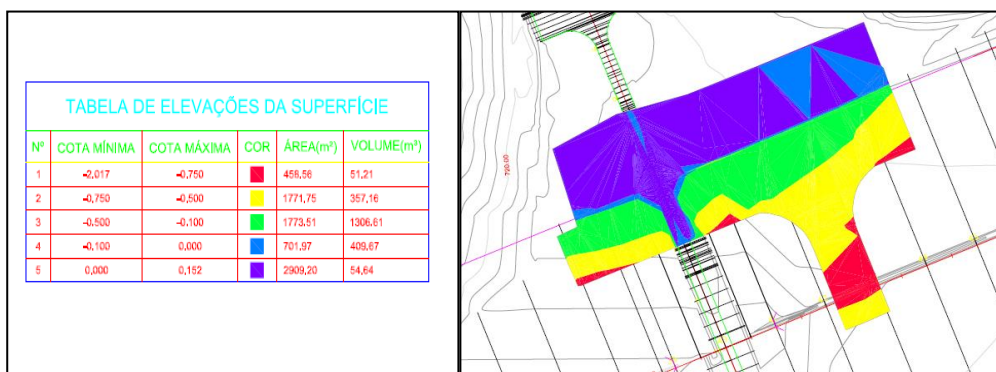 TABELA DE ELEVAÇÕES DA SUPERFÍCIE
Nº COTA MÍNIMA COTA MÁXIMA COR ÁREA(m²) VOLUME(m³)
1 -2,017 -0,750 458,56 51,21
2 -0,750 -0,500 1771,75 357,16
3 -0,500 -0,100 1773,51 1306,61
4 -0,100 0,000 701,97 409,67
5 0,000 0,152 2909,20 54,64
720.00